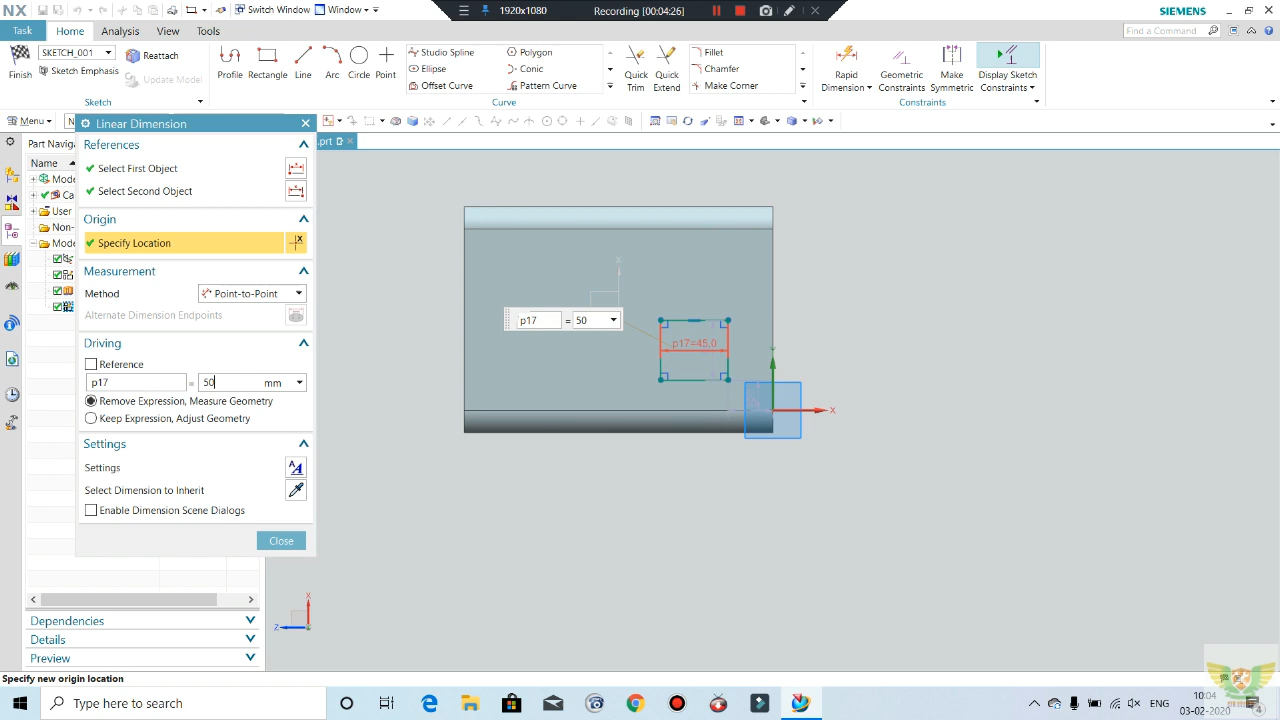 NX
Switch Window
Window
1920x1080
Recording [00:04:26]
SIEMENS
Task
Home
Analysis
View
Tools
Find a Command
SKETCH_001
Reattach
Finish
Sketch Emphasis
Update Model
Profile
Rectangle
Line
Arc
Circle
Point
Studio Spline
Polygon
Ellipse
Conic
Offset Curve
Pattern Curve
Quick Trim
Quick Extend
Fillet
Chamfer
Make Corner
Rapid Dimension
Geometric Constraints
Make Symmetric
Display Sketch Constraints
Sketch
Curve
Constraints
Menu
N
.prt
Part Navig
Name
Mode
Ca
User
Non-
Mode
Linear Dimension
References
Select First Object
Select Second Object
Origin
Specify Location
Measurement
Method
Point-to-Point
Alternate Dimension Endpoints
Driving
Reference
p17 = 50 mm
Remove Expression, Measure Geometry
Keep Expression, Adjust Geometry
Settings
Settings
Select Dimension to Inherit
Enable Dimension Scene Dialogs
Close
X
p17 = 50
p17=45,0
X
X
Z
Dependencies
Details
Preview
Specify new origin location
Type here to search
ENG
10:04
03-02-2020
4